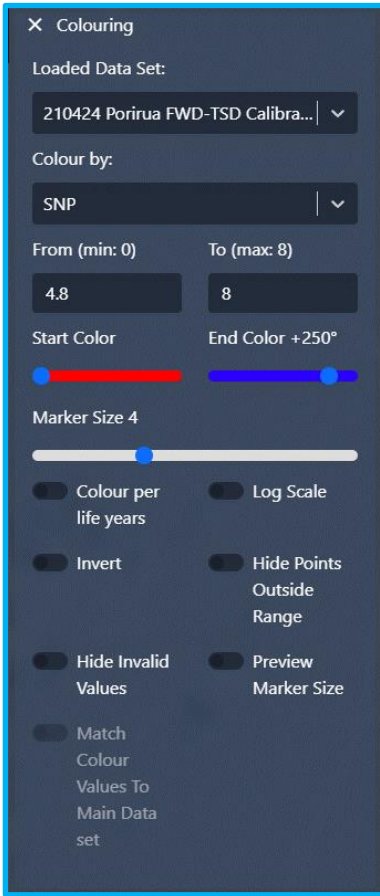 × Colouring
Loaded Data Set:
210424 Porirua FWD-TSD Calibra...
Colour by:
SNP
From (min: 0)
To (max: 8)
4.8
8
Start Color
End Color +250°
Marker Size 4
Colour per
life years
Log Scale
Invert
Hide Points
Outside
Range
Hide Invalid
Values
Preview
Marker Size
Match
Colour
Values To
Main Data
set